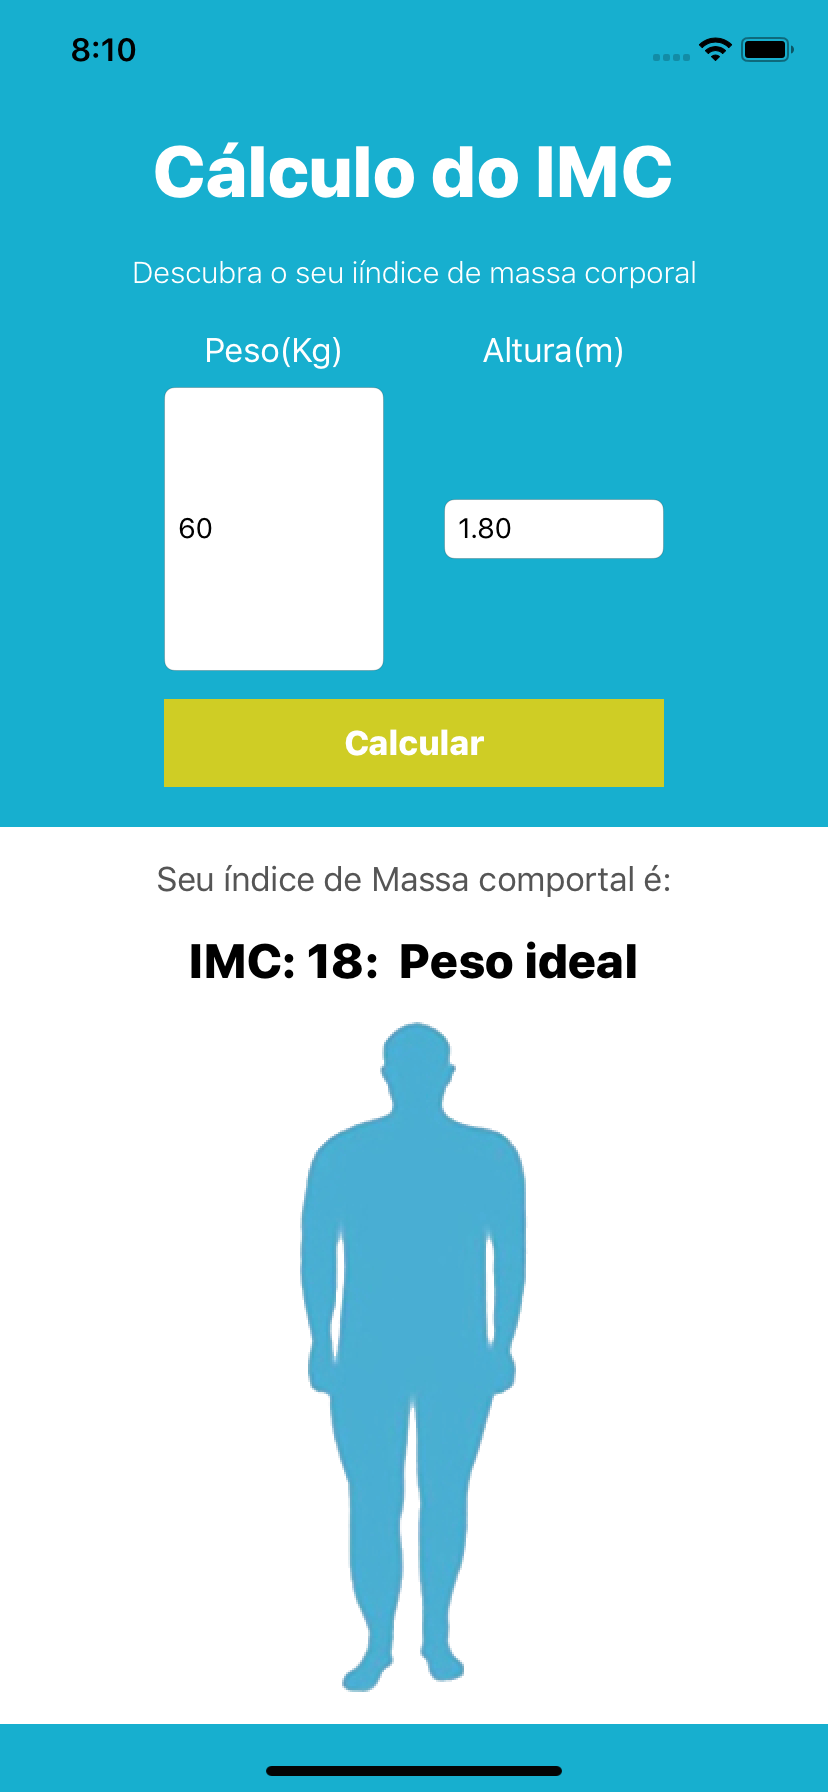 8:10
Cálculo do IMC
Descubra o seu iíndice de massa corporal
Peso(Kg) Altura(m)
60 1.80
Calcular
Seu índice de Massa comportal é:
IMC: 18:  Peso ideal